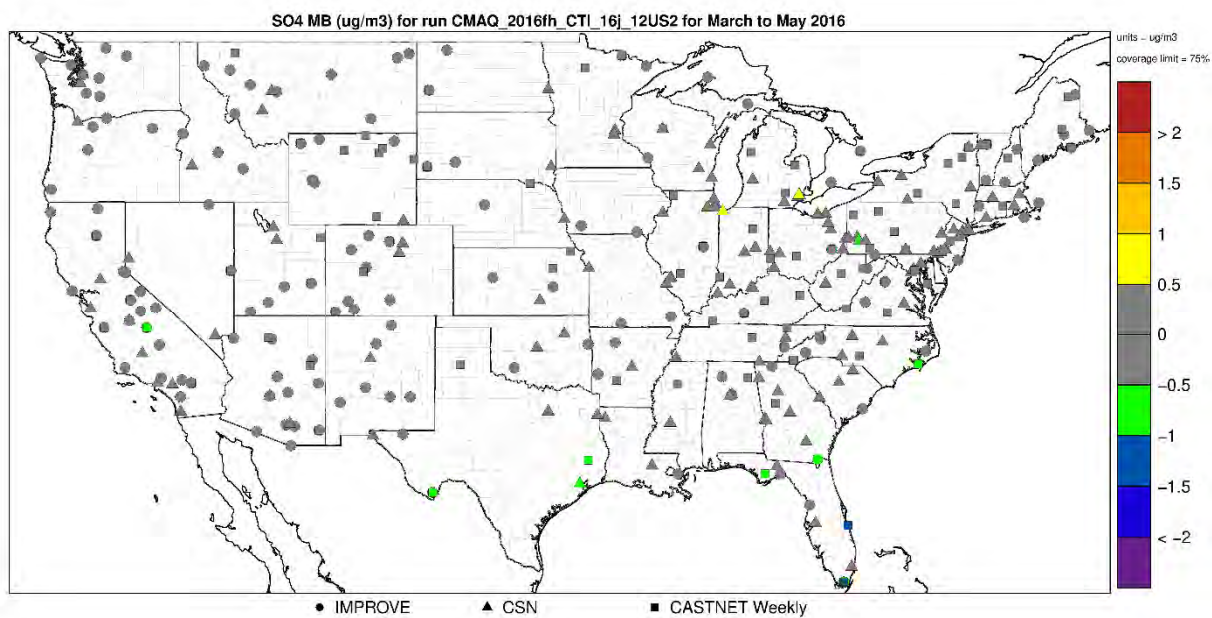 SO4 MB (ug/m3) for run CMAQ_2016fh_CTI_16j_12US2 for March to May 2016
units = ug/m3
coverage limit = 75%
> 2
1.5
1
0.5
0
−0.5
−1
−1.5
< −2
IMPROVE
CSN
CASTNET Weekly